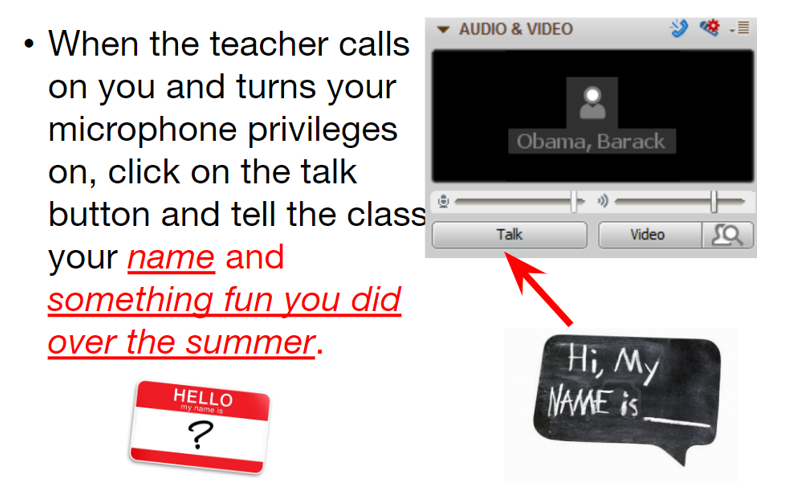 • When the teacher calls
on you and turns your
microphone privileges
on, click on the talk
button and tell the class
your name and
something fun you did
over the summer.
AUDIO & VIDEO
Obama, Barack
Talk
Video
Hi, My
NAME is ____
HELLO
my name is
?